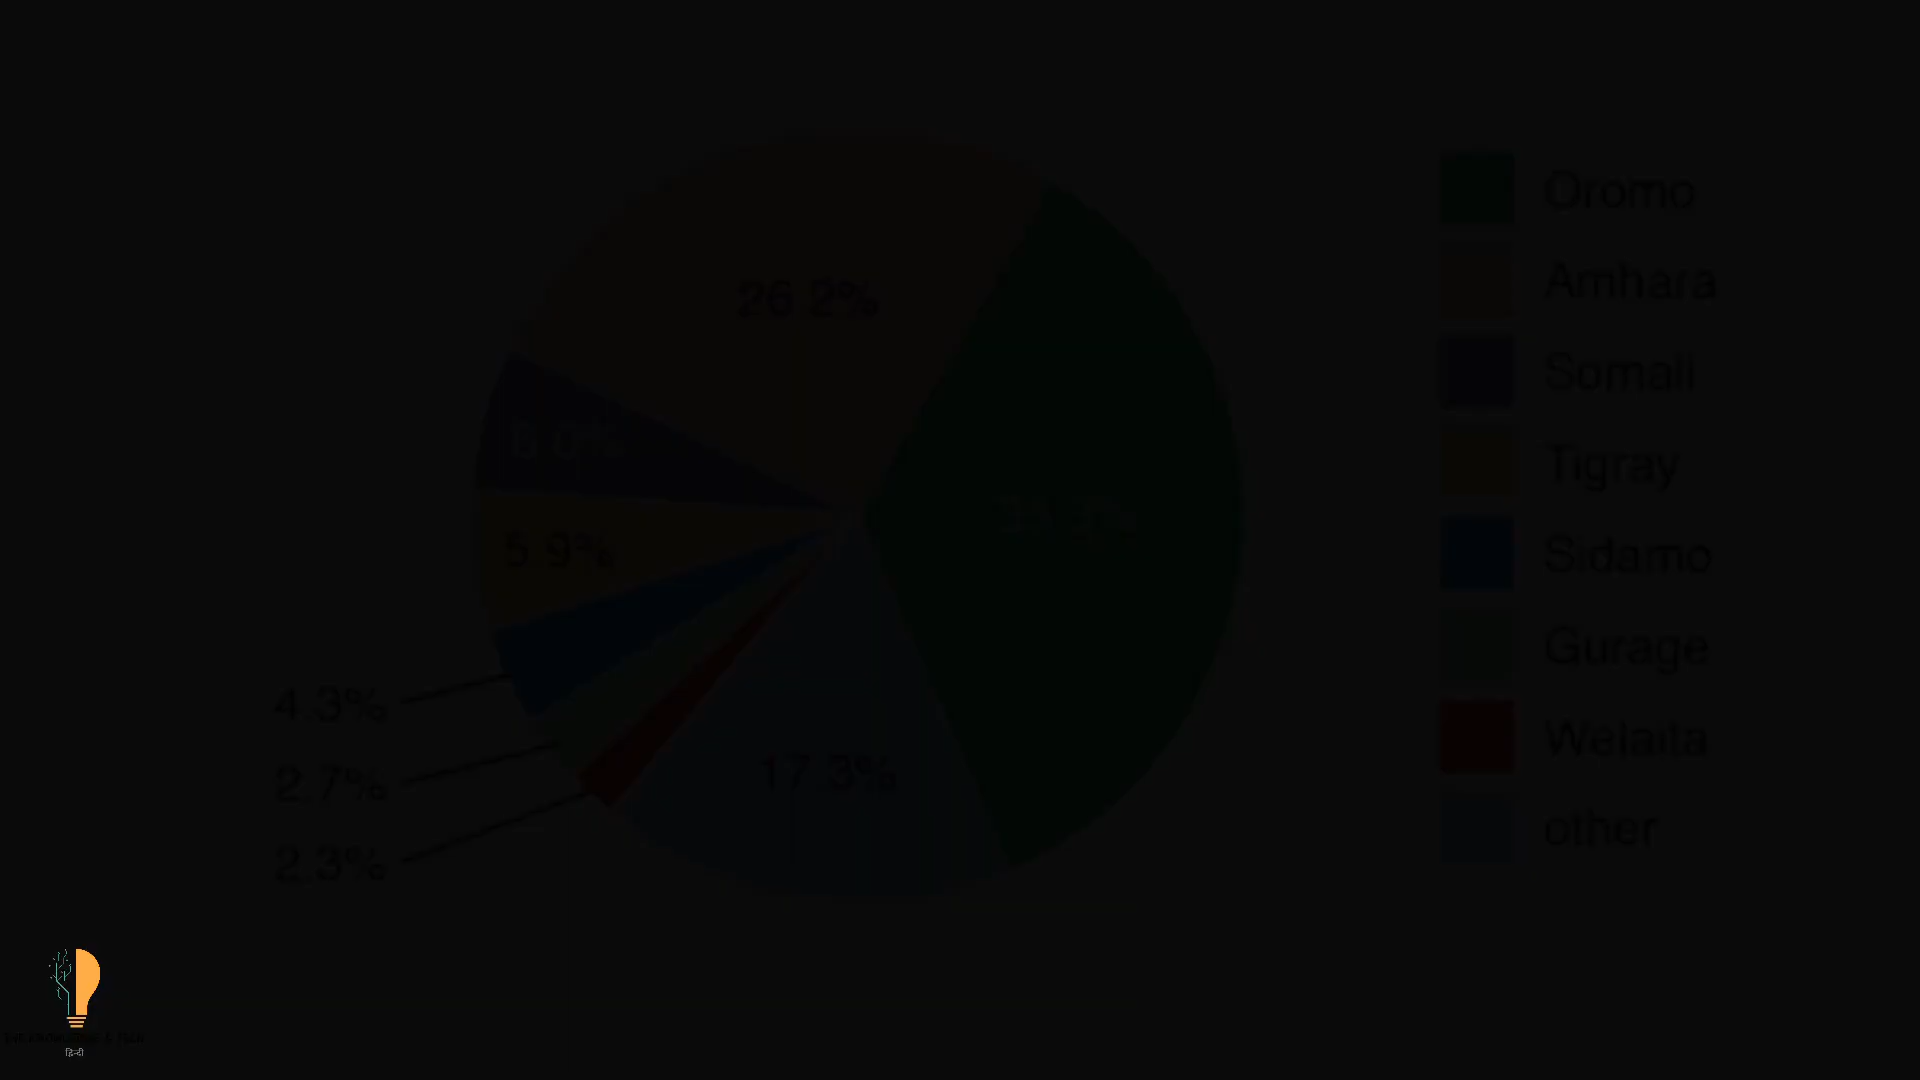 26.2%
5.9%
4.3%
2.7%
2.3%
17.3%
Oromo
Amhara
Somali
Tigray
Sidamo
Gurage
Welaita
other
हिन्दी